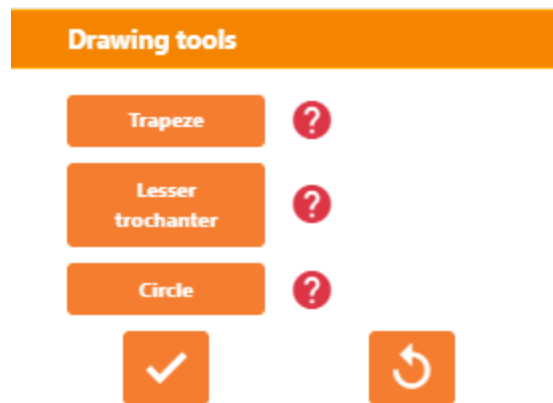 Drawing tools
Trapeze
?
Lesser
trochanter
?
Circle
?